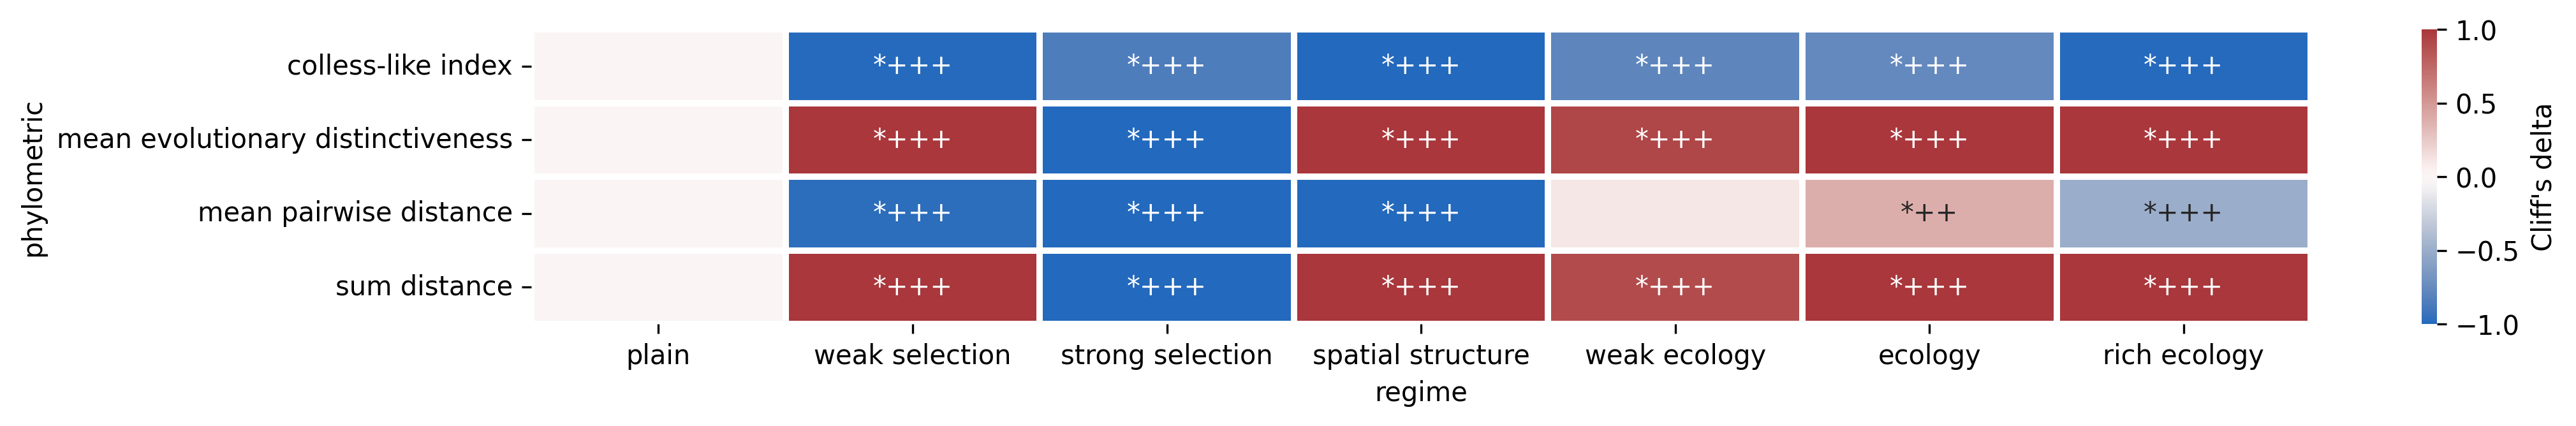 phylometric
colless-like index
*+++ *+++ *+++ *+++ *+++ *+++
mean evolutionary distinctiveness
*+++ *+++ *+++ *+++ *+++ *+++
mean pairwise distance
*+++ *+++ *+++ *++ *+++
sum distance
*+++ *+++ *+++ *+++ *+++ *+++
plain weak selection strong selection spatial structure weak ecology ecology rich ecology
regime
1.0
0.5
0.0
−0.5
−1.0
Cliff's delta